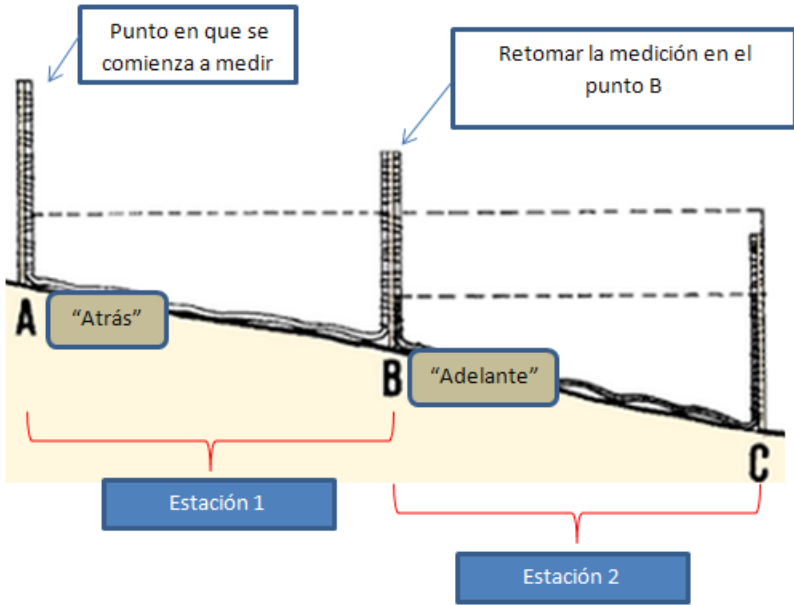 Punto en que se
comienza a medir
Retomar la medición en el
punto B
A
“Atrás”
B
“Adelante”
C
Estación 1
Estación 2